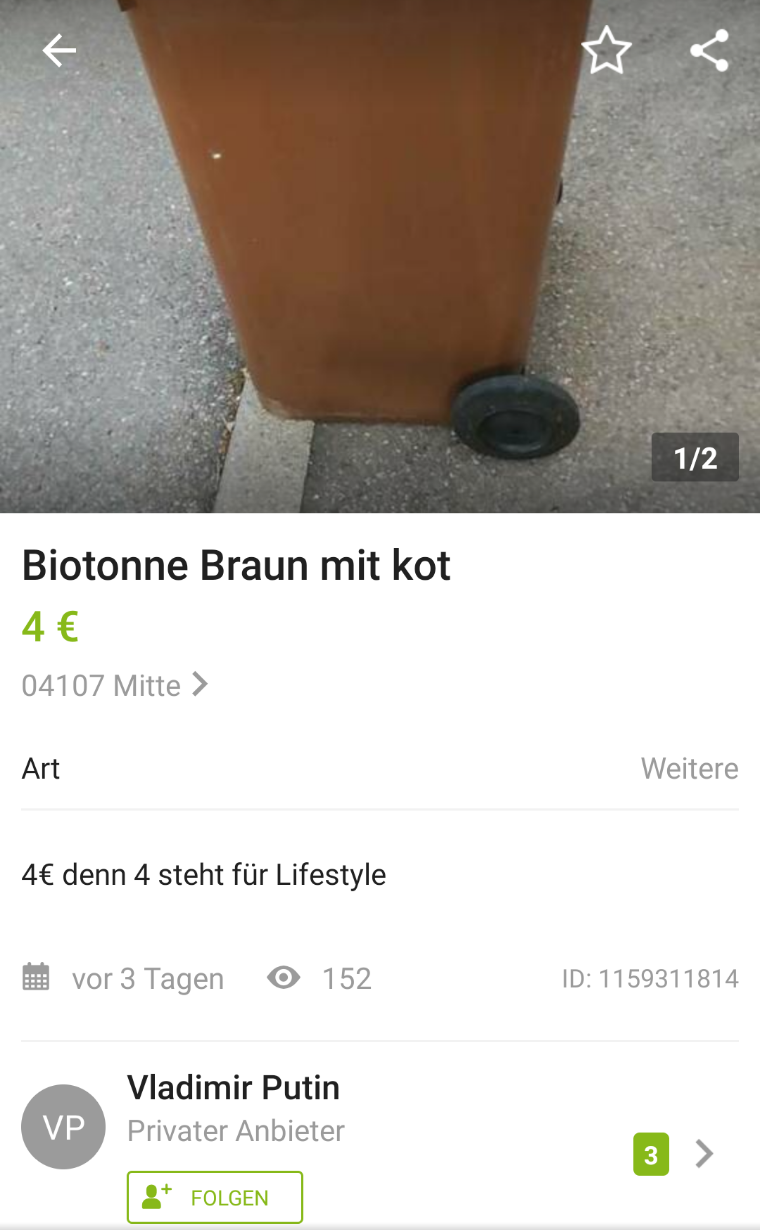 1/2
Biotonne Braun mit kot
4 €
04107 Mitte
Art Weitere
4€ denn 4 steht für Lifestyle
vor 3 Tagen 152 ID: 1159311814
Vladimir Putin
VP
Privater Anbieter
3
FOLGEN